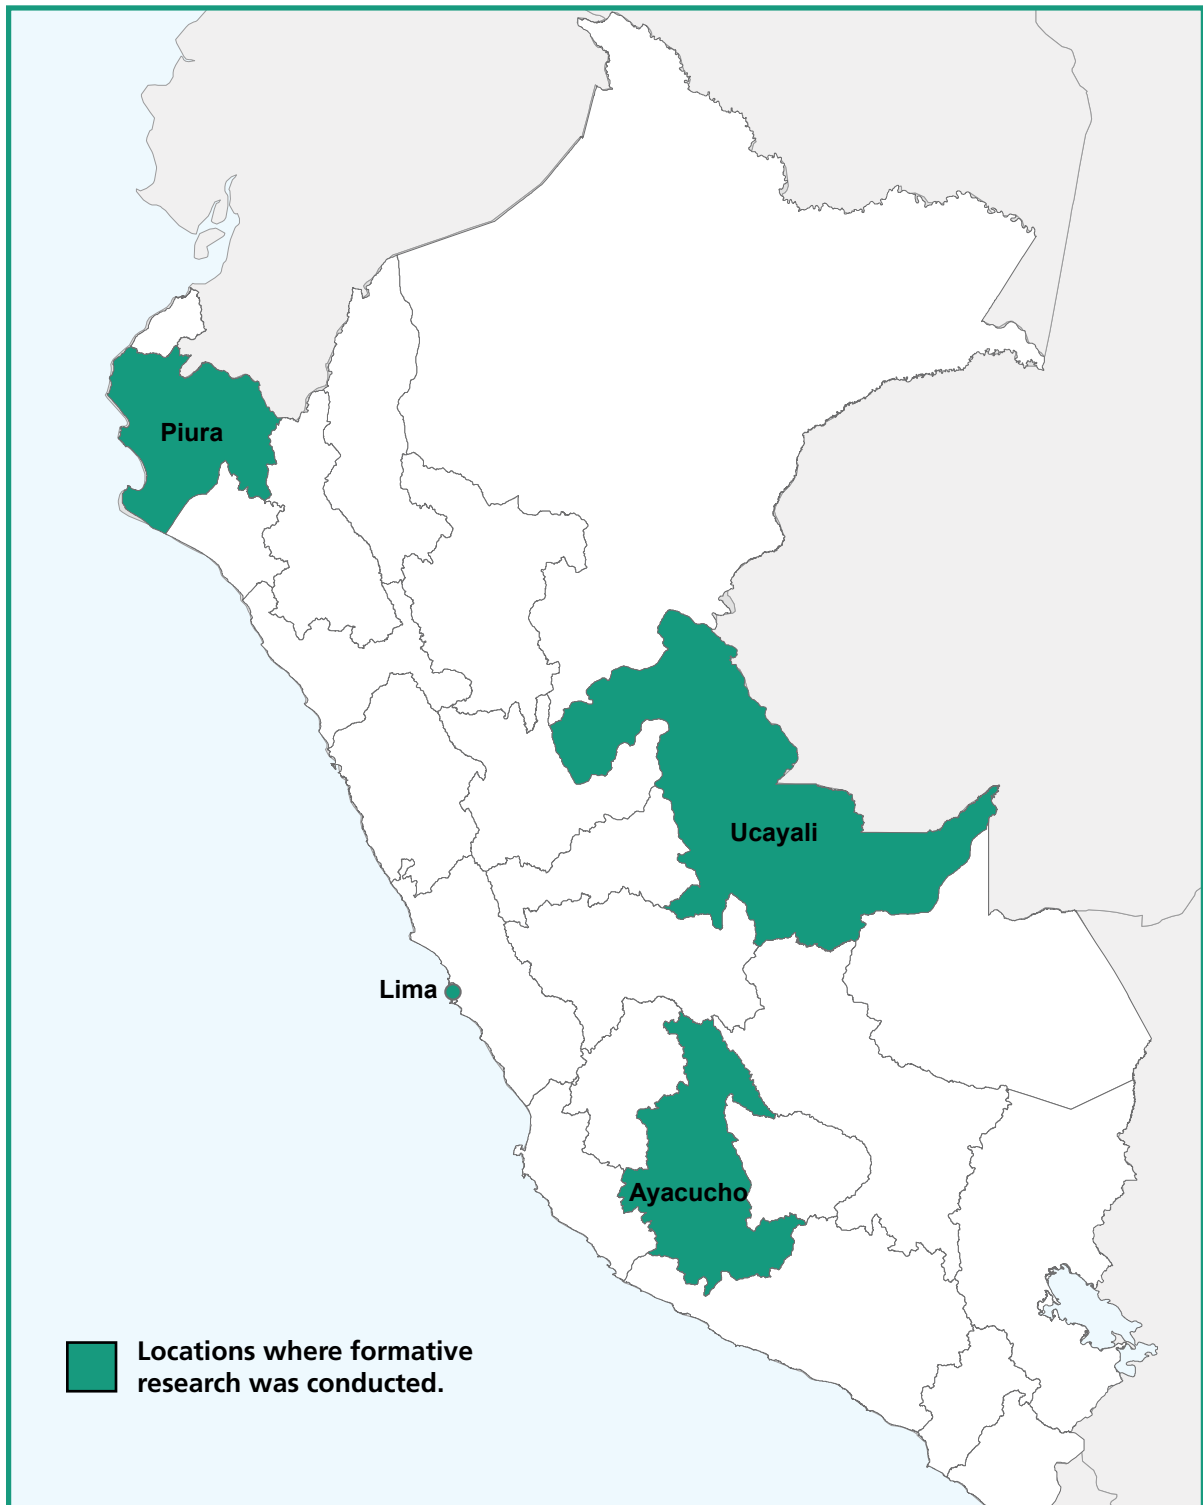 Piura
Ucayali
Lima
Ayacucho
Locations where formative
research was conducted.